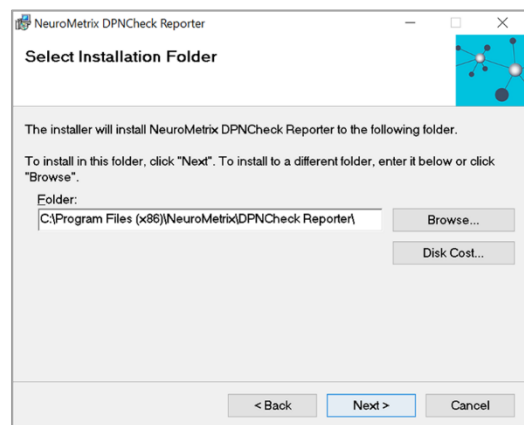 NeuroMetrix DPNCheck Reporter
Select Installation Folder
The installer will install NeuroMetrix DPNCheck Reporter to the following folder.
To install in this folder, click "Next". To install to a different folder, enter it below or click
"Browse".
Folder:
C:\Program Files (x86)\NeuroMetrix\DPNCheck Reporter\
Browse...
Disk Cost...
< Back
Next >
Cancel